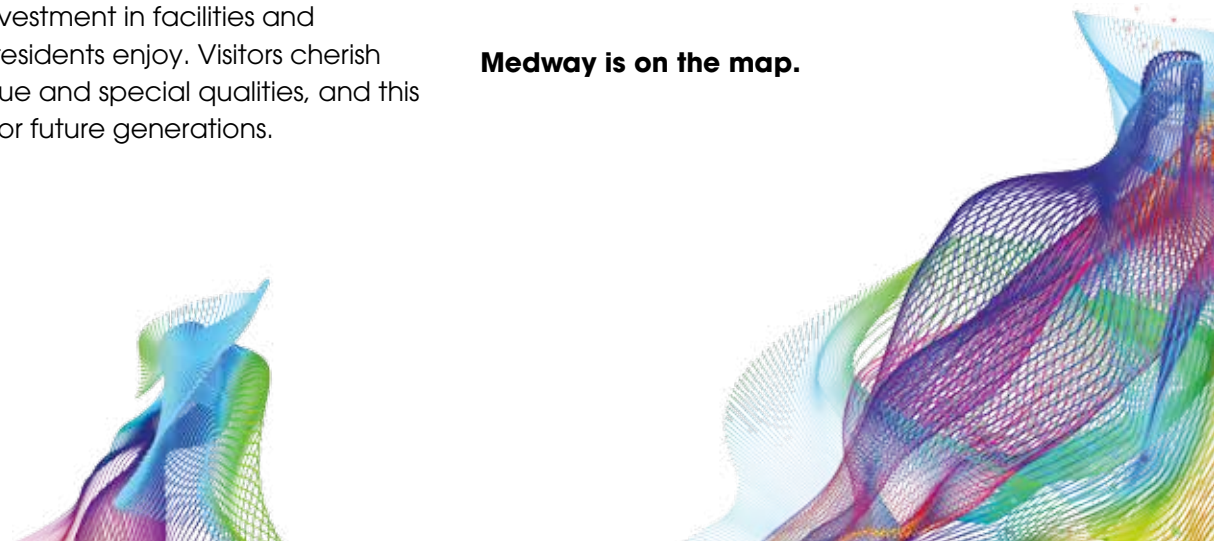 vestment in facilities and
esidents enjoy. Visitors cherish
ue and special qualities, and this
or future generations.
Medway is on the map.